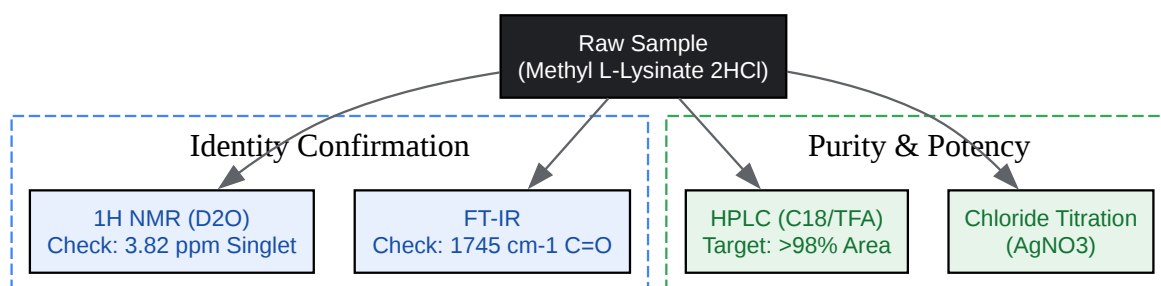 Raw Sample
(Methyl L-Lysinate 2HCl)
Identity Confirmation
Purity & Potency
1H NMR (D2O)
Check: 3.82 ppm Singlet
FT-IR
Check: 1745 cm-1 C=O
HPLC (C18/TFA)
Target: >98% Area
Chloride Titration
(AgNO3)